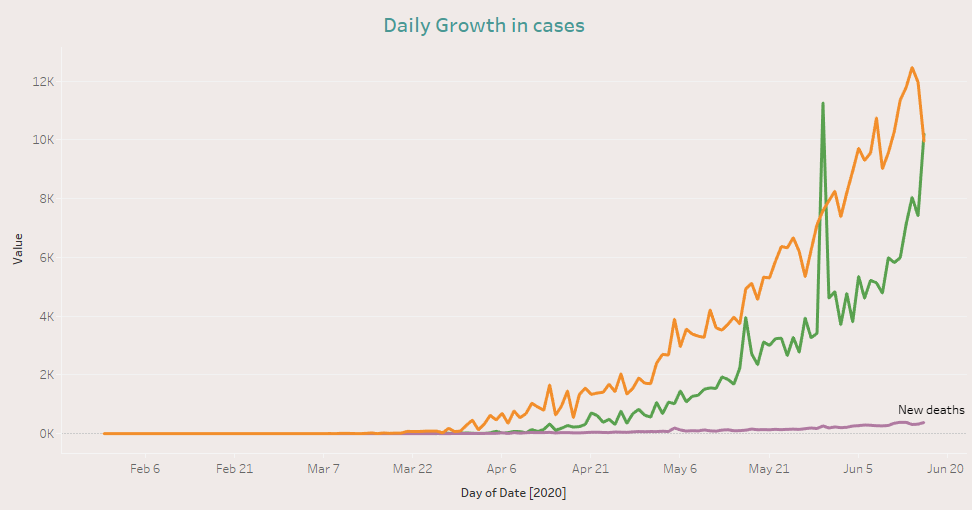 Daily Growth in cases
12K
10K
8K
6K
4K
2K
0K
Value
New deaths
Feb 6 Feb 21 Mar 7 Mar 22 Apr 6 Apr 21 May 6 May 21 Jun 5 Jun 20
Day of Date [2020]